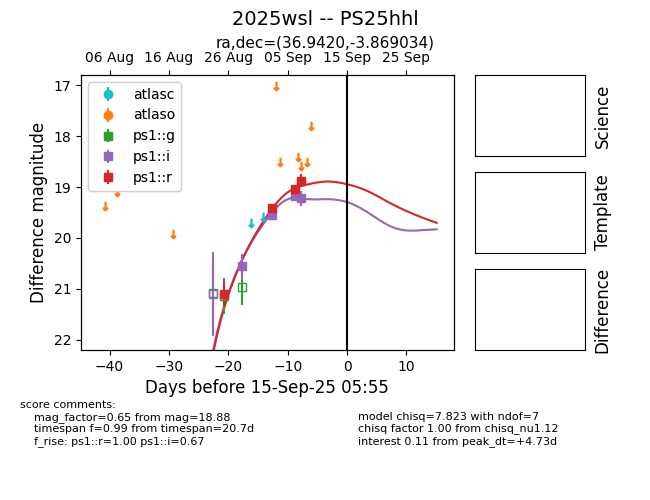 2025wsl -- PS25hhl
ra,dec=(36.9420,-3.869034)
06 Aug 16 Aug 26 Aug 05 Sep 15 Sep 25 Sep
17
18
19
20
21
22
Difference magnitude
atlasc
atlaso
ps1::g
ps1::i
ps1::r
−40 −30 −20 −10 0 10
Days before 15-Sep-25 05:55
Science
Template
Difference
score comments:
mag_factor=0.65 from mag=18.88
timespan f=0.99 from timespan=20.7d
f_rise: ps1::r=1.00 ps1::i=0.67
model chisq=7.823 with ndof=7
chisq factor 1.00 from chisq_nu1.12
interest 0.11 from peak_dt=+4.73d